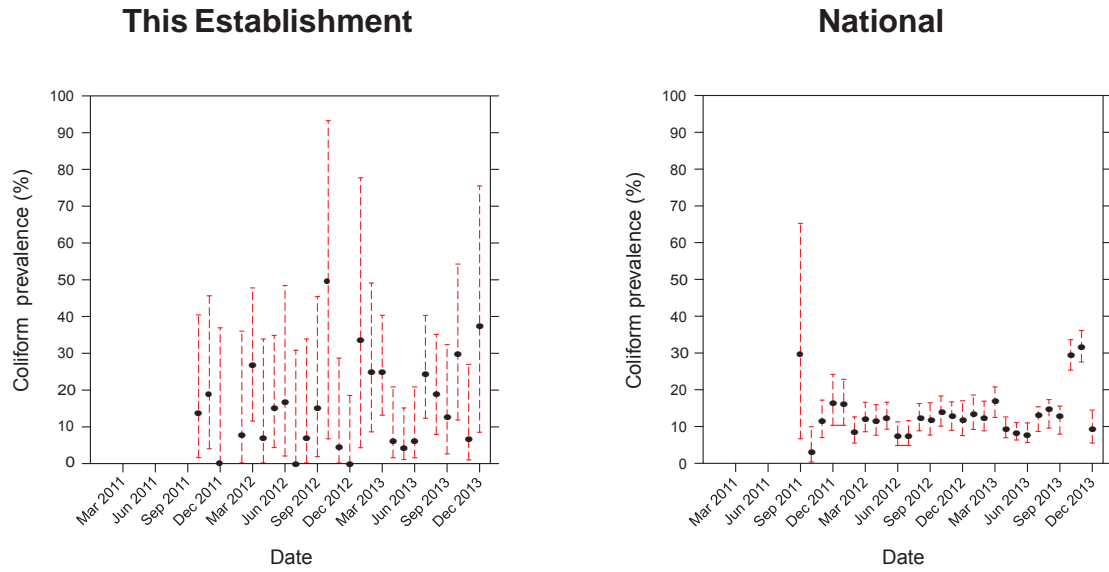 This Establishment
Coliform prevalence (%)
100
90
80
70
60
50
40
30
20
10
0
Mar 2011
Jun 2011
Sep 2011
Dec 2011
Mar 2012
Jun 2012
Sep 2012
Dec 2012
Mar 2013
Jun 2013
Sep 2013
Dec 2013
Date
National
Coliform prevalence (%)
100
90
80
70
60
50
40
30
20
10
0
Mar 2011
Jun 2011
Sep 2011
Dec 2011
Mar 2012
Jun 2012
Sep 2012
Dec 2012
Mar 2013
Jun 2013
Sep 2013
Dec 2013
Date